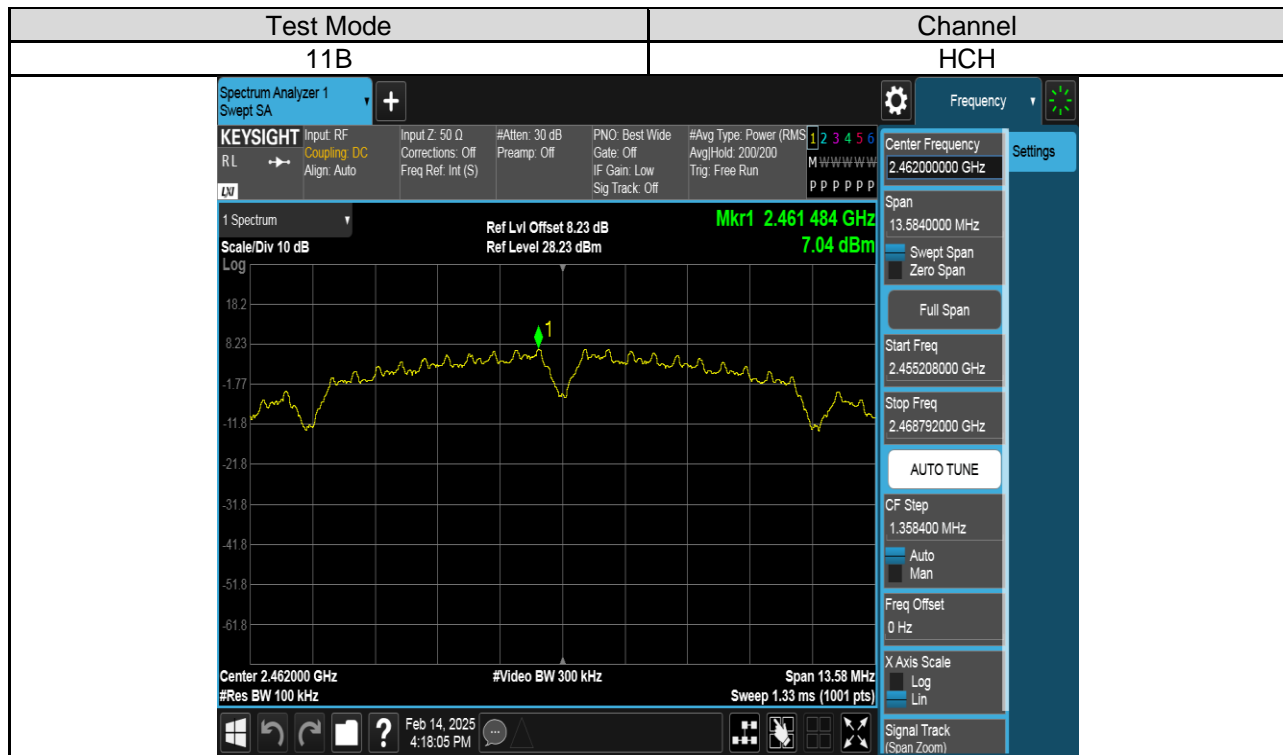 Test Mode Channel
11B HCH
Spectrum Analyzer 1
Swept SA
+
Frequency
KEYSIGHT
RL
LXI
Input: RF
Coupling: DC
Align: Auto
Input Z: 50 Ω
Corrections: Off
Freq Ref: Int (S)
#Atten: 30 dB
Preamp: Off
PNO: Best Wide
Gate: Off
IF Gain: Low
Sig Track: Off
#Avg Type: Power (RMS
Avg|Hold: 200/200
Trig: Free Run
1 2 3 4 5 6
M W W W W W
P P P P P P
1 Spectrum
Scale/Div 10 dB
Ref Lvl Offset 8.23 dB
Ref Level 28.23 dBm
Mkr1 2.461 484 GHz
7.04 dBm
Log
18.2
8.23
-1.77
-11.8
-21.8
-31.8
-41.8
-51.8
-61.8
1
Center 2.462000 GHz
#Res BW 100 kHz
#Video BW 300 kHz
Span 13.58 MHz
Sweep 1.33 ms (1001 pts)
?
Feb 14, 2025
4:18:05 PM
Center Frequency
2.462000000 GHz
Settings
Span
13.5840000 MHz
Swept Span
Zero Span
Full Span
Start Freq
2.455208000 GHz
Stop Freq
2.468792000 GHz
AUTO TUNE
CF Step
1.358400 MHz
Auto
Man
Freq Offset
0 Hz
X Axis Scale
Log
Lin
Signal Track
(Span Zoom)